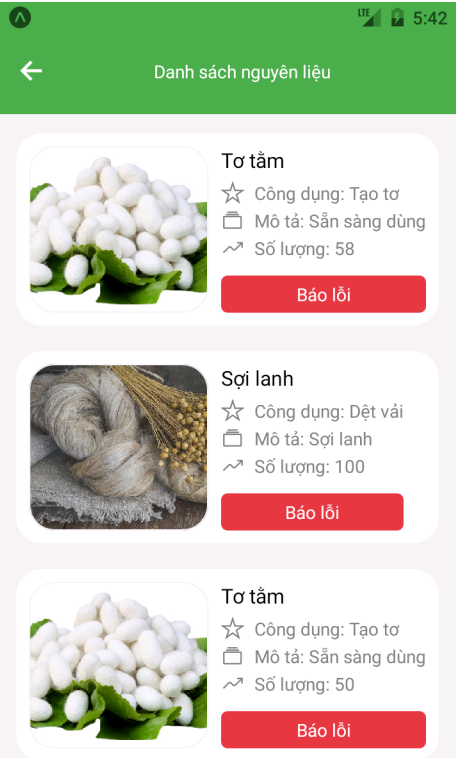 LTE 5:42
Danh sách nguyên liệu
Tơ tằm
Công dụng: Tạo tơ
Mô tả: Sẵn sàng dùng
Số lượng: 58
Báo lỗi
Sợi lanh
Công dụng: Dệt vải
Mô tả: Sợi lanh
Số lượng: 100
Báo lỗi
Tơ tằm
Công dụng: Tạo tơ
Mô tả: Sẵn sàng dùng
Số lượng: 50
Báo lỗi